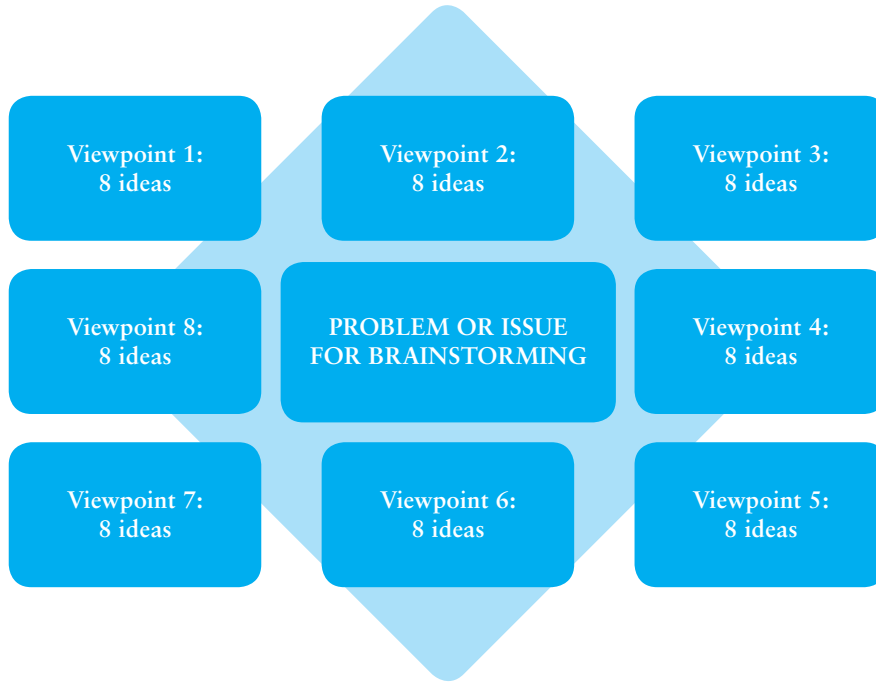 Viewpoint 1:
8 ideas
Viewpoint 2:
8 ideas
Viewpoint 3:
8 ideas
Viewpoint 8:
8 ideas
PROBLEM OR ISSUE
FOR BRAINSTORMING
Viewpoint 4:
8 ideas
Viewpoint 7:
8 ideas
Viewpoint 6:
8 ideas
Viewpoint 5:
8 ideas